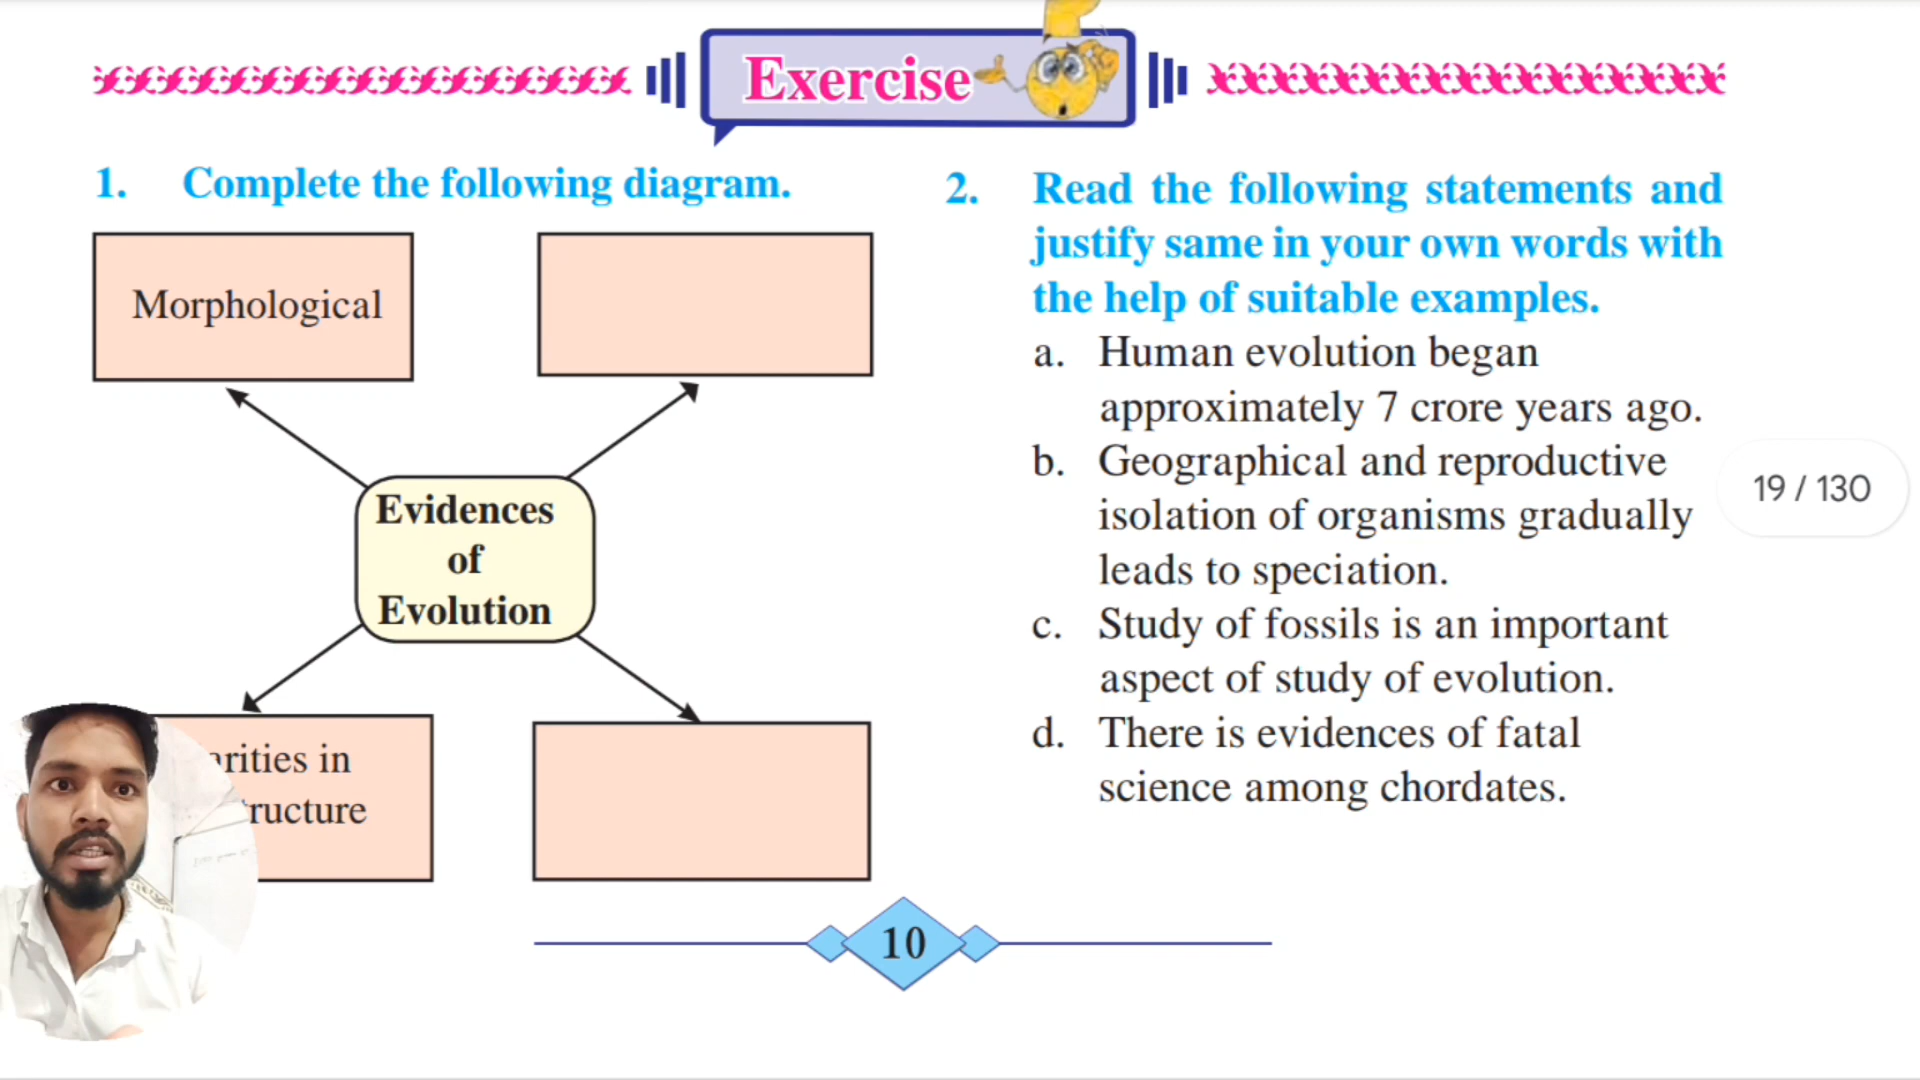 Exercise
1. Complete the following diagram.
Morphological
Evidences
of
Evolution
in
2. Read the following statements and
justify same in your own words with
the help of suitable examples.
a. Human evolution began
approximately 7 crore years ago.
b. Geographical and reproductive
isolation of organisms gradually
leads to speciation.
c. Study of fossils is an important
aspect of study of evolution.
d. There is evidences of fatal
science among chordates.
19 / 130
10